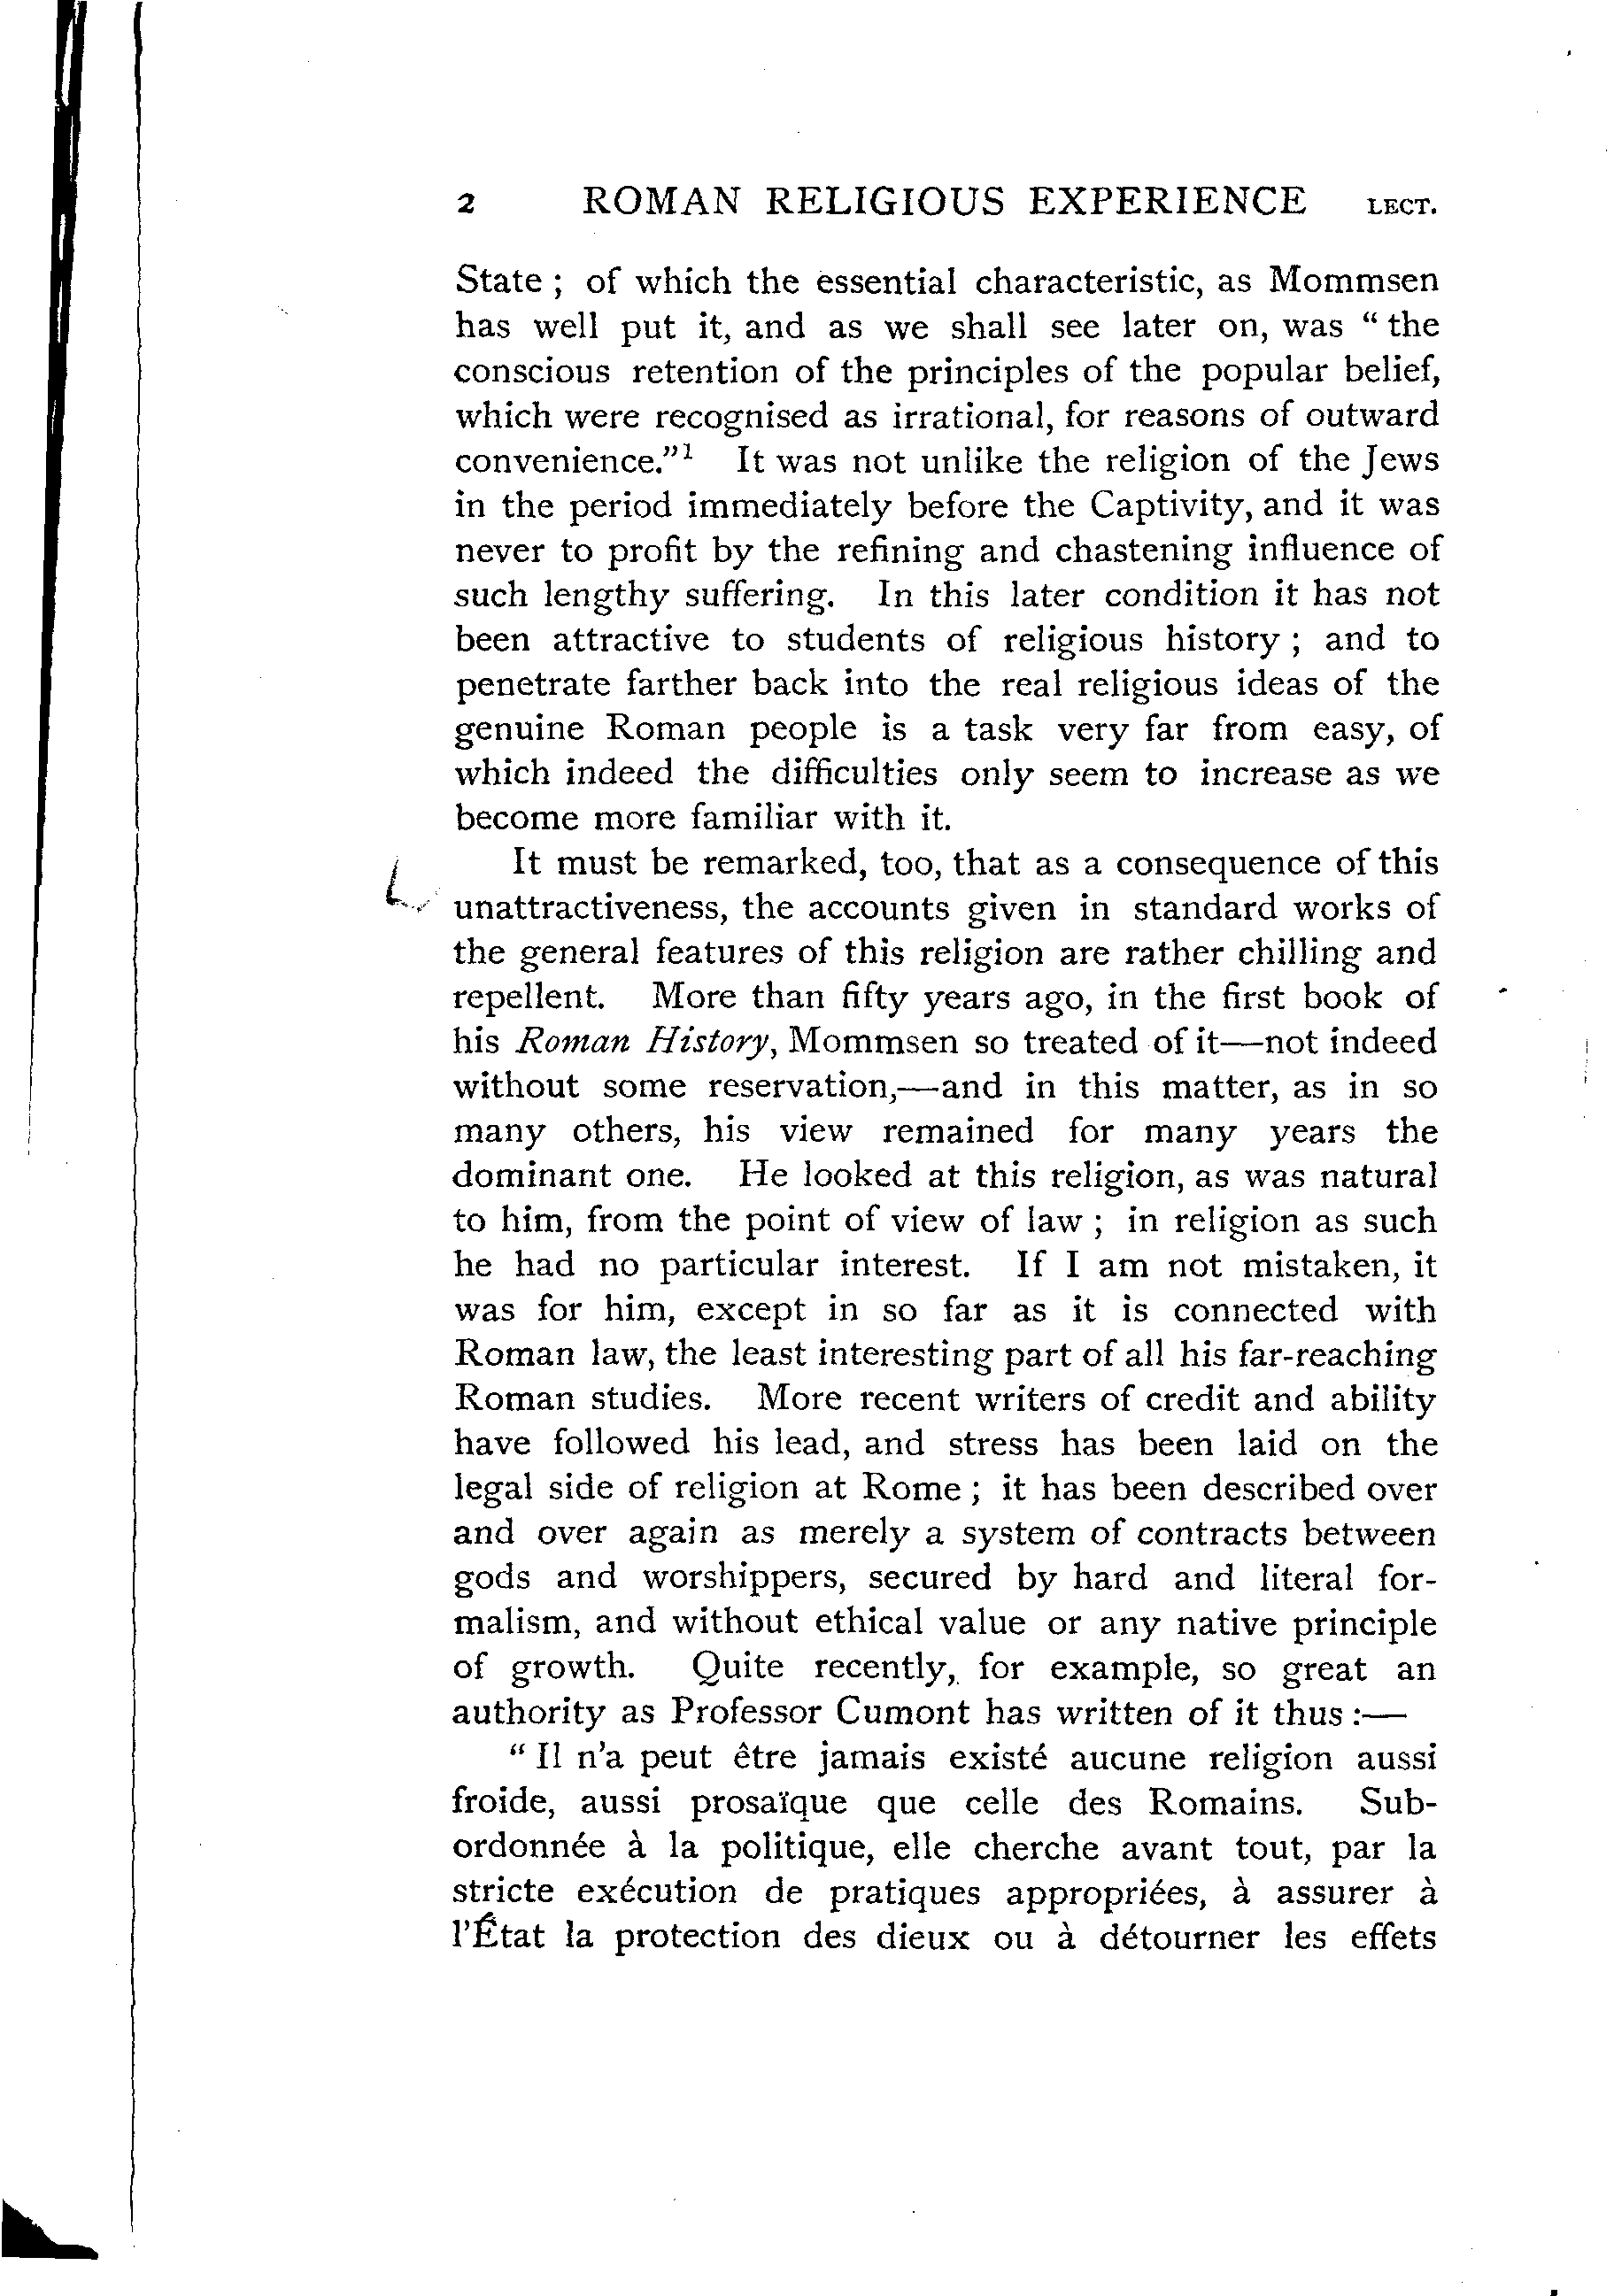 2 ROMAN RELIGIOUS EXPERIENCE LECT.
State ; of which the essential characteristic, as Mommsen
has well put it, and as we shall see later on, was “ the
conscious retention of the principles of the popular belief,
which were recognised as irrational, for reasons of outward
convenience.”¹ It was not unlike the religion of the Jews
in the period immediately before the Captivity, and it was
never to profit by the refining and chastening influence of
such lengthy suffering. In this later condition it has not
been attractive to students of religious history ; and to
penetrate farther back into the real religious ideas of the
genuine Roman people is a task very far from easy, of
which indeed the difficulties only seem to increase as we
become more familiar with it.
It must be remarked, too, that as a consequence of this
unattractiveness, the accounts given in standard works of
the general features of this religion are rather chilling and
repellent. More than fifty years ago, in the first book of
his Roman History, Mommsen so treated of it—not indeed
without some reservation,—and in this matter, as in so
many others, his view remained for many years the
dominant one. He looked at this religion, as was natural
to him, from the point of view of law ; in religion as such
he had no particular interest. If I am not mistaken, it
was for him, except in so far as it is connected with
Roman law, the least interesting part of all his far-reaching
Roman studies. More recent writers of credit and ability
have followed his lead, and stress has been laid on the
legal side of religion at Rome ; it has been described over
and over again as merely a system of contracts between
gods and worshippers, secured by hard and literal for-
malism, and without ethical value or any native principle
of growth. Quite recently, for example, so great an
authority as Professor Cumont has written of it thus :—
“ Il n’a peut être jamais existé aucune religion aussi
froide, aussi prosaïque que celle des Romains. Sub-
ordonnée à la politique, elle cherche avant tout, par la
stricte exécution de pratiques appropriées, à assurer à
l’État la protection des dieux ou à détourner les effets